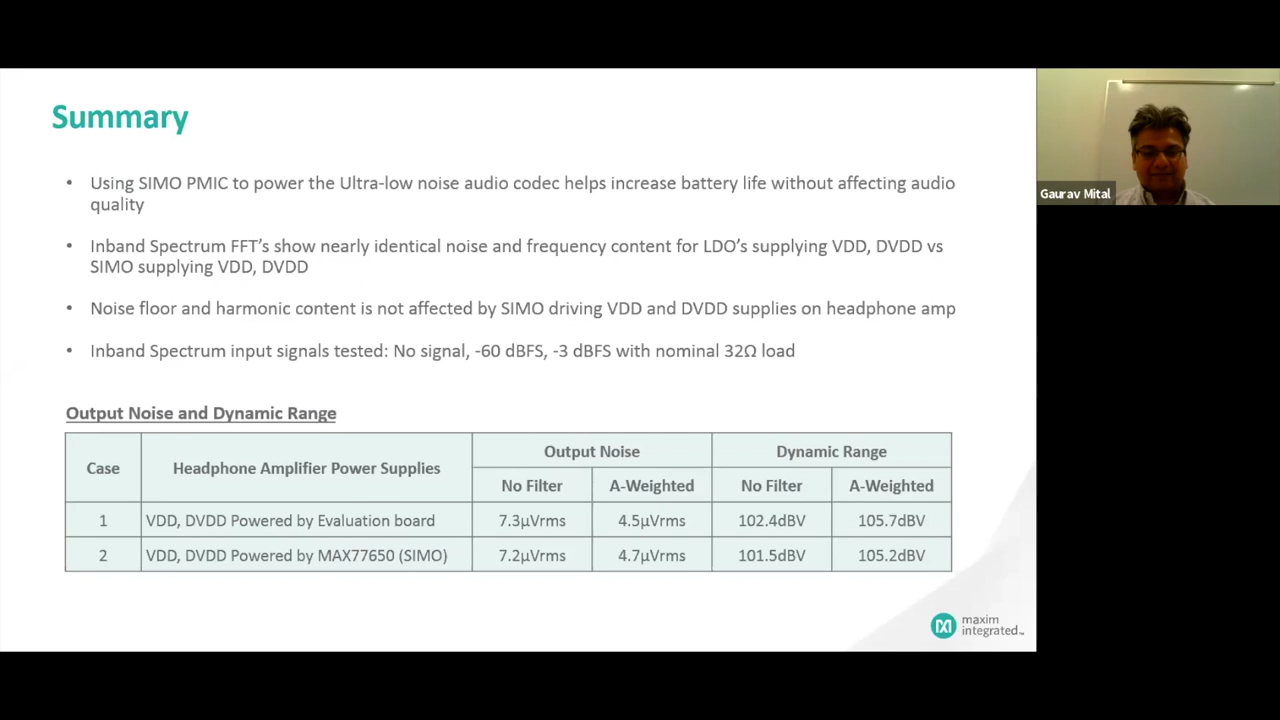 Summary
• Using SIMO PMIC to power the Ultra-low noise audio codec helps increase battery life without affecting audio
quality
• Inband Spectrum FFT's show nearly identical noise and frequency content for LDO's supplying VDD, DVDD vs
SIMO supplying VDD, DVDD
• Noise floor and harmonic content is not affected by SIMO driving VDD and DVDD supplies on headphone amp
• Inband Spectrum input signals tested: No signal, -60 dBFS, -3 dBFS with nominal 32Ω load
Output Noise and Dynamic Range
Case Headphone Amplifier Power Supplies Output Noise Dynamic Range
No Filter A-Weighted No Filter A-Weighted
1 VDD, DVDD Powered by Evaluation board 7.3µVrms 4.5µVrms 102.4dBV 105.7dBV
2 VDD, DVDD Powered by MAX77650 (SIMO) 7.2µVrms 4.7µVrms 101.5dBV 105.2dBV
maxim
integrated™
Gaurav Mital